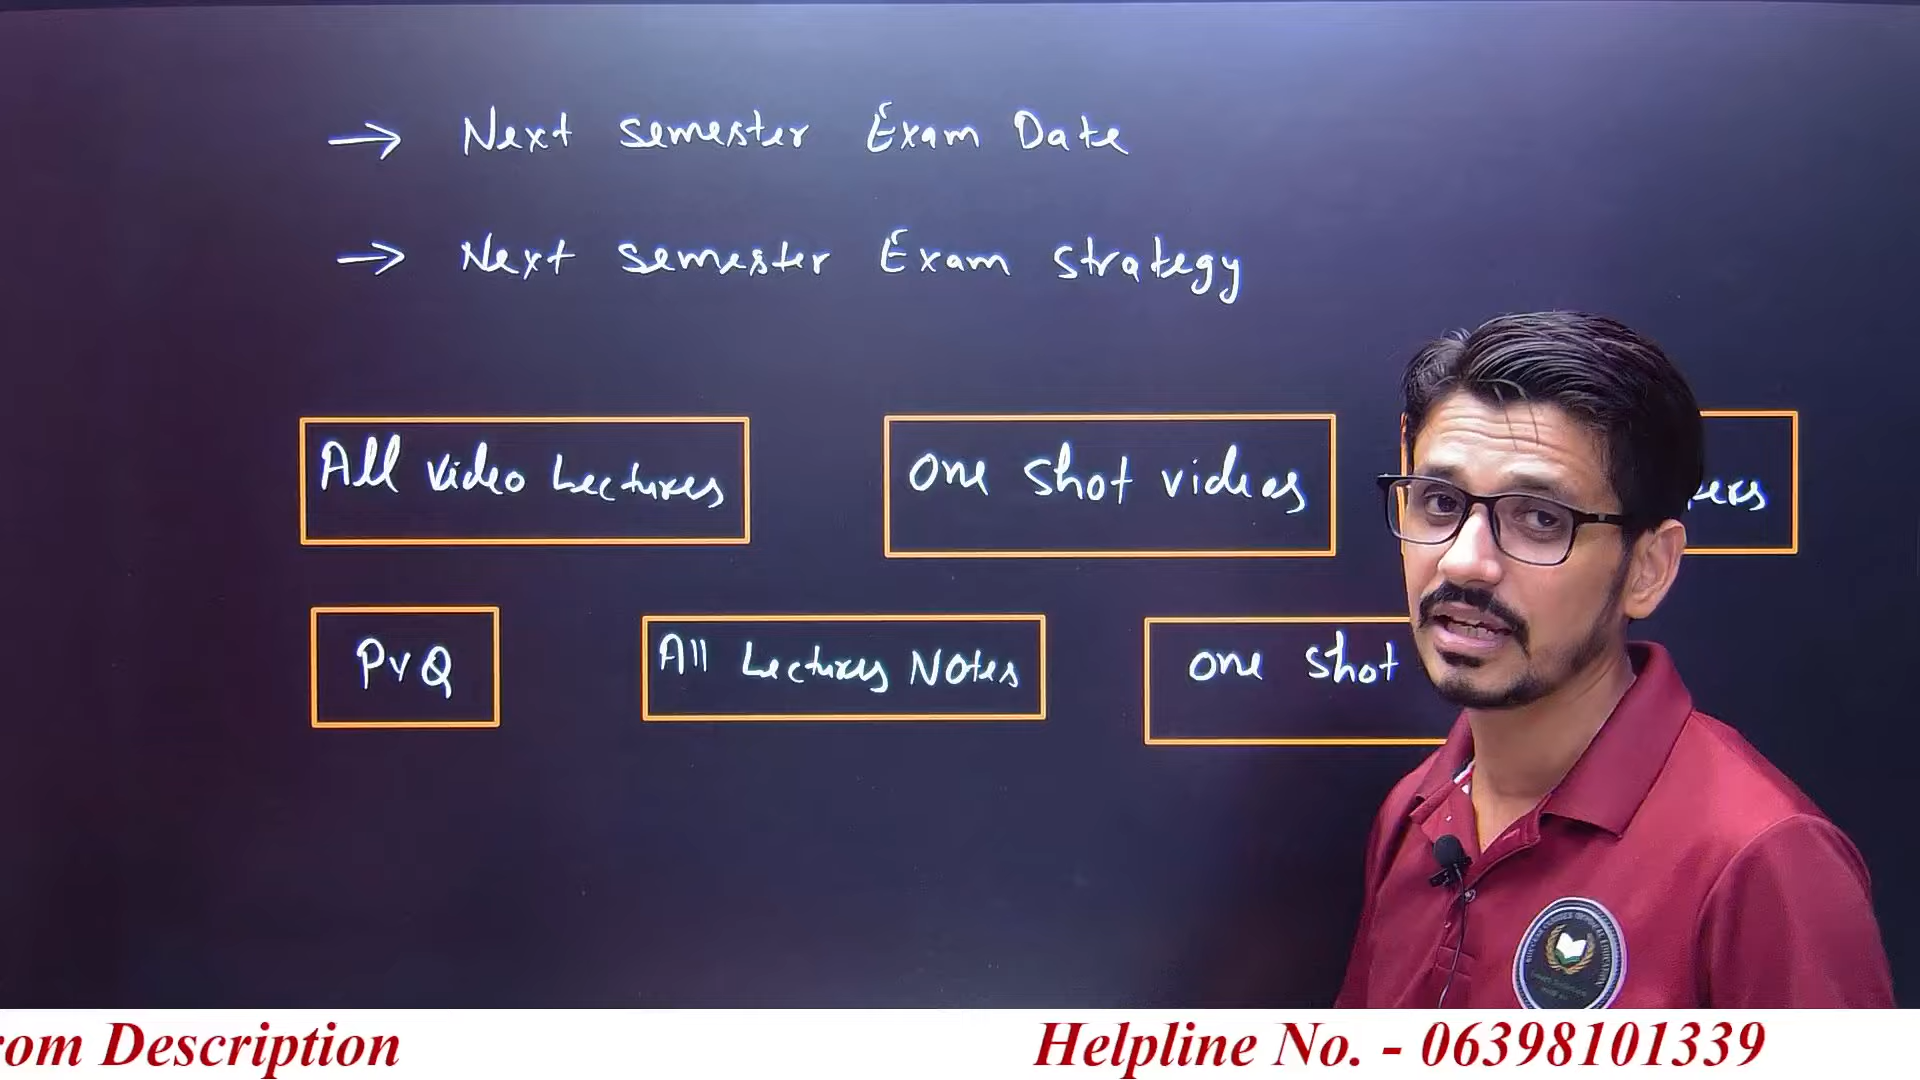 → Next semester Exam Date
→ Next semester Exam strategy
All video Lectures
One shot videos
PYQ
All Lectures Notes
One shot
rom Description
Helpline No. - 06398101339